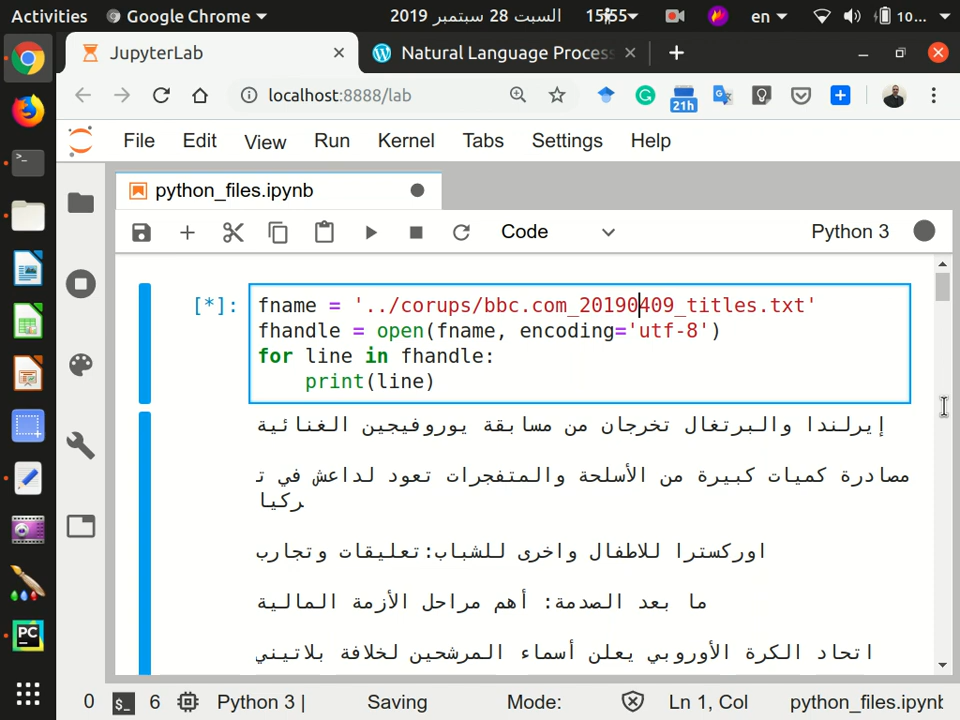 Activities
Google Chrome
السبت 28 سبتمبر 2019
15:55
en
10...
JupyterLab
Natural Language Process
localhost:8888/lab
21h
File Edit View Run Kernel Tabs Settings Help
python_files.ipynb
Code
Python 3
[*]:
fname = '../corups/bbc.com_20190409_titles.txt'
fhandle = open(fname, encoding='utf-8')
for line in fhandle:
print(line)
إيرلندا والبرتغال تخرجان من مسابقة يوروفيجين الغنائية
مصادرة كميات كبيرة من الأسلحة والمتفجرات تعود لداعش في ت
ركيا
اوركسترا للاطفال واخرى للشباب:تعليقات وتجارب
ما بعد الصدمة: أهم مراحل الأزمة المالية
اتحاد الكرة الأوروبي يعلن أسماء المرشحين لخلافة بلاتيني
PC
0
$_
6
Python 3 |
Saving
Mode:
Ln 1, Col
python_files.ipynb